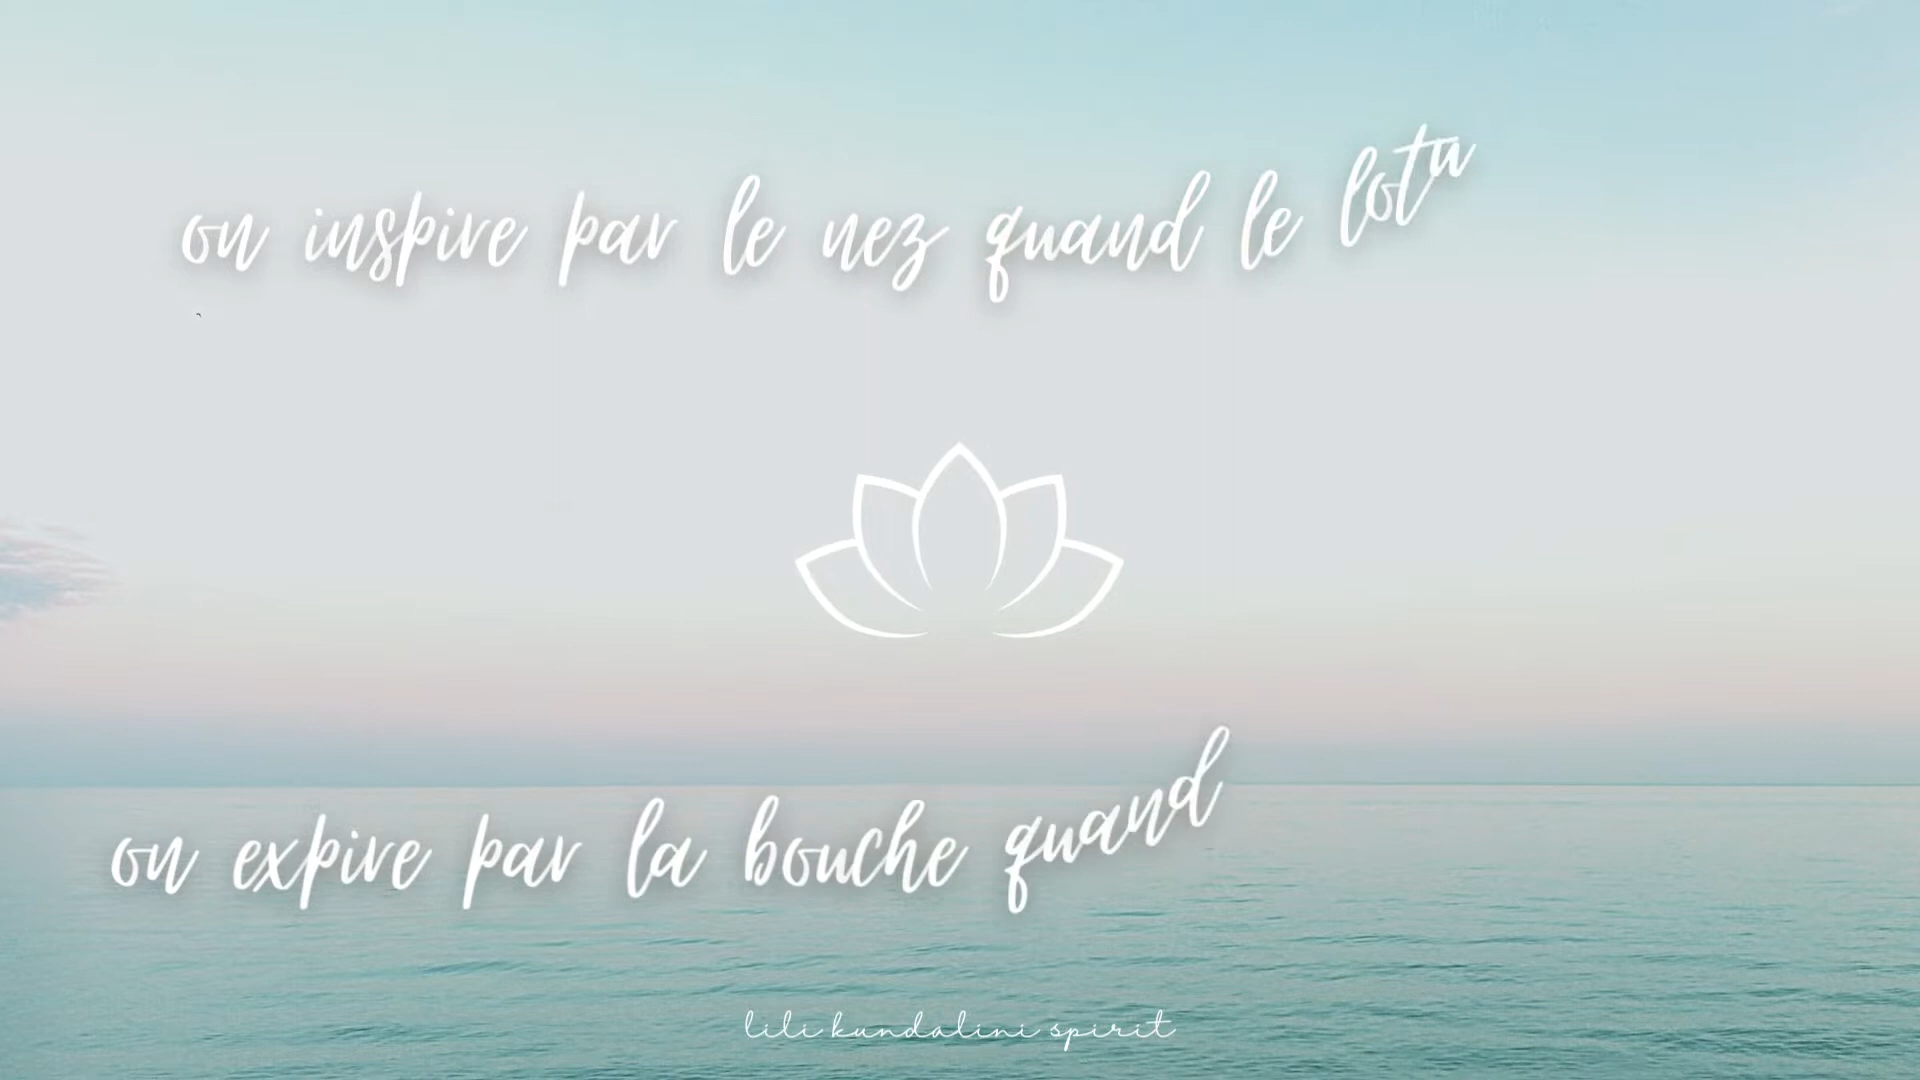 on inspire par le nez quand le lotu
on expire par la bouche quand
lili kundalini spirit